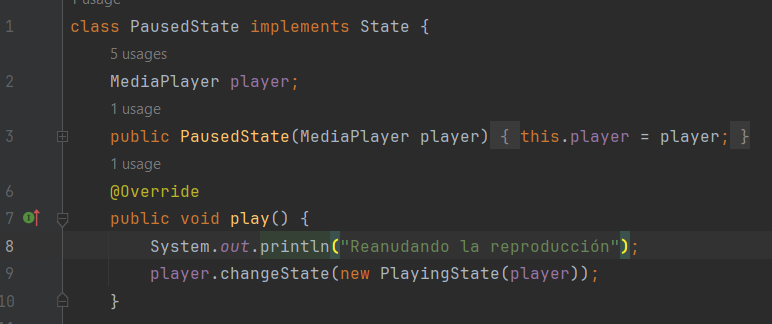 1 usage
1 class PausedState implements State {
5 usages
2 MediaPlayer player;
1 usage
3 public PausedState(MediaPlayer player) { this.player = player; }
1 usage
6 @Override
7 public void play() {
8 System.out.println("Reanudando la reproducción");
9 player.changeState(new PlayingState(player));
10 }